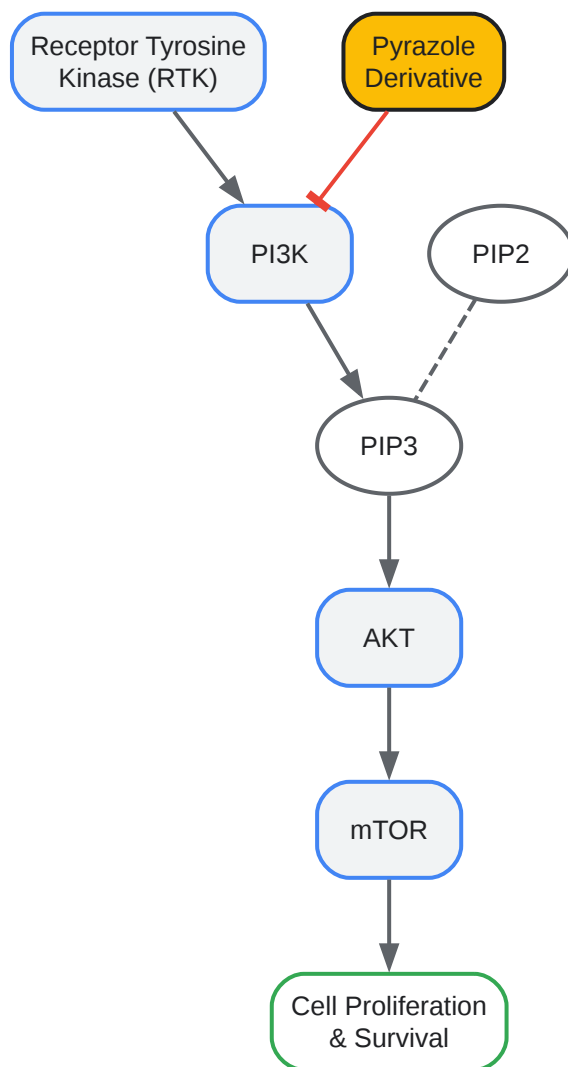 Receptor Tyrosine
Kinase (RTK)
Pyrazole
Derivative
PI3K
PIP2
PIP3
AKT
mTOR
Cell Proliferation
& Survival